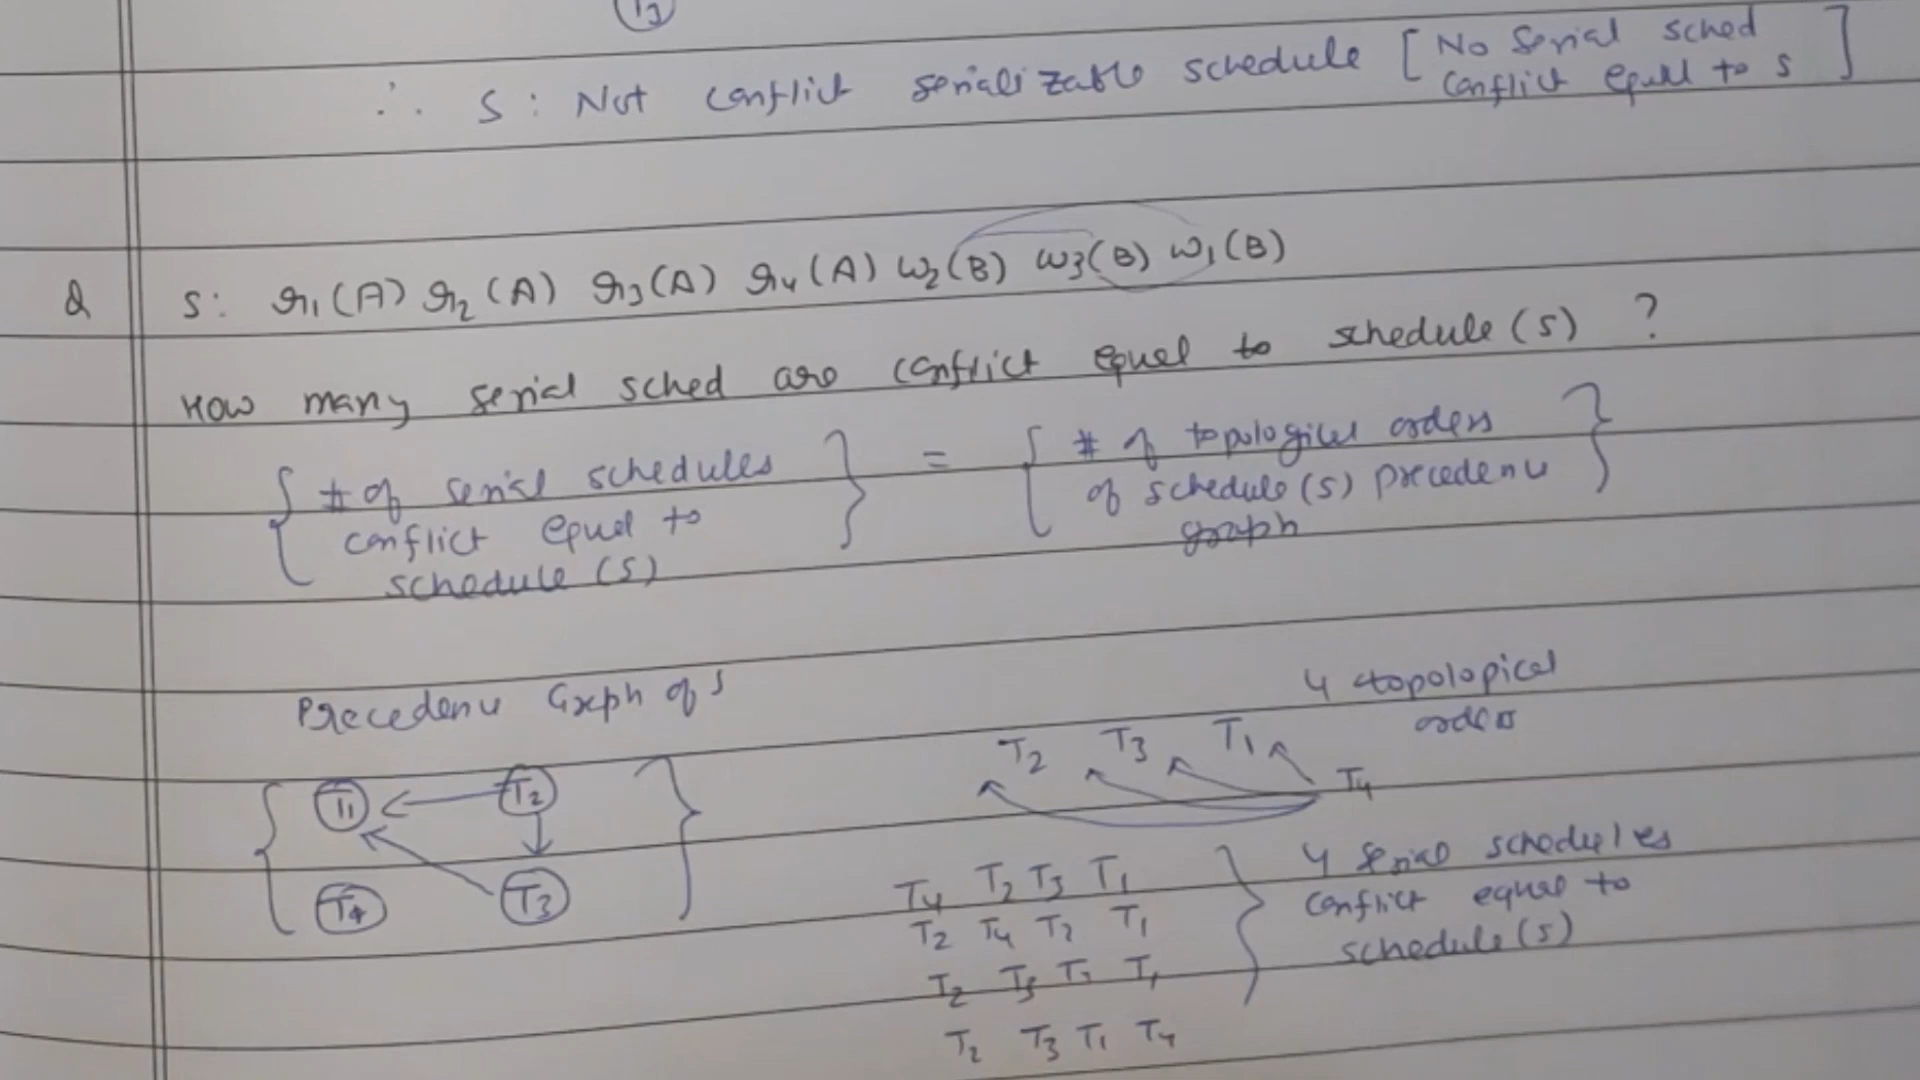 T1
∴ S : Not conflict serializable schedule [ No Serial sched
conflict equal to s ]
Q S: r1(A) r2(A) r3(A) r4(A) w2(B) w3(B) w1(B)
How many serial sched are conflict equal to schedule(s) ?
{ # of serial schedules } = { # of topological orders }
conflict equal to
of schedule(s) precedence
schedule (s)
graph
Precedence Graph of S
4 topological
orders
T2 T3 T1
T4
T1 T2
T4 T3
T4 T2 T3 T1
T2 T4 T3 T1
T2 T3 T1
T2 T3 T1 T4
4 serial schedules
conflict equal to
schedule(s)